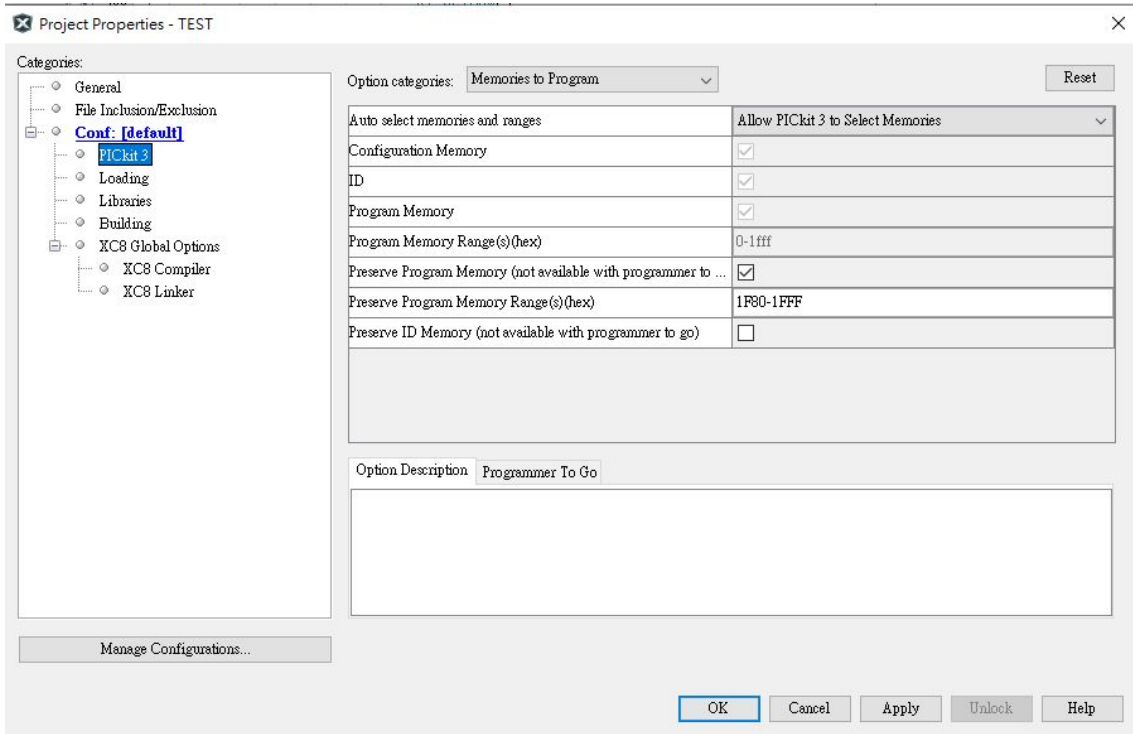 Project Properties - TEST
Categories:
General
File Inclusion/Exclusion
Conf: [default]
PICkit 3
Loading
Libraries
Building
XC8 Global Options
XC8 Compiler
XC8 Linker
Manage Configurations...
Option categories: Memories to Program
Reset
Auto select memories and ranges Allow PICkit 3 to Select Memories
Configuration Memory
ID
Program Memory
Program Memory Range(s)(hex) 0-1fff
Preserve Program Memory (not available with programmer to ...
Preserve Program Memory Range(s)(hex) 1F80-1FFF
Preserve ID Memory (not available with programmer to go)
Option Description Programmer To Go
OK Cancel Apply Unlock Help